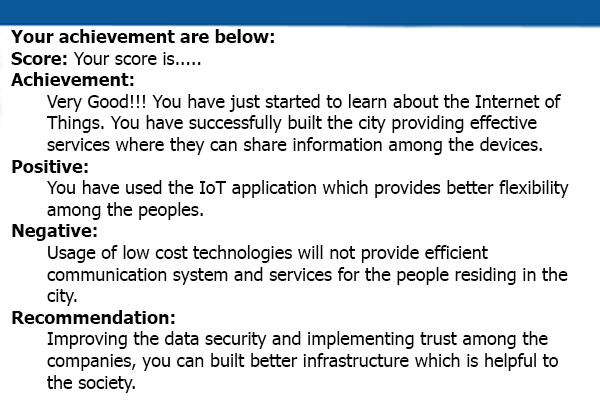 Your achievement are below:
Score: Your score is.....
Achievement:
Very Good!!! You have just started to learn about the Internet of
Things. You have successfully built the city providing effective
services where they can share information among the devices.
Positive:
You have used the IoT application which provides better flexibility
among the peoples.
Negative:
Usage of low cost technologies will not provide efficient
communication system and services for the people residing in the
city.
Recommendation:
Improving the data security and implementing trust among the
companies, you can built better infrastructure which is helpful to
the society.